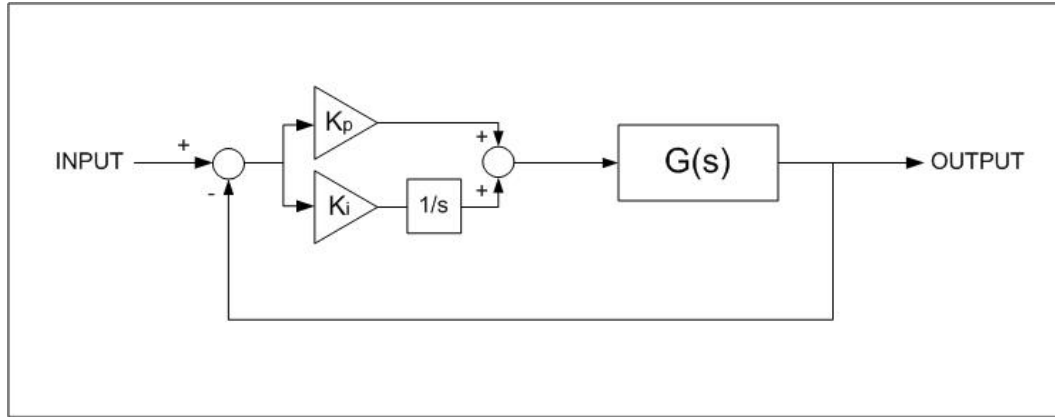 Kp
+
+
INPUT
G(s)
OUTPUT
-
+
Ki
1/s